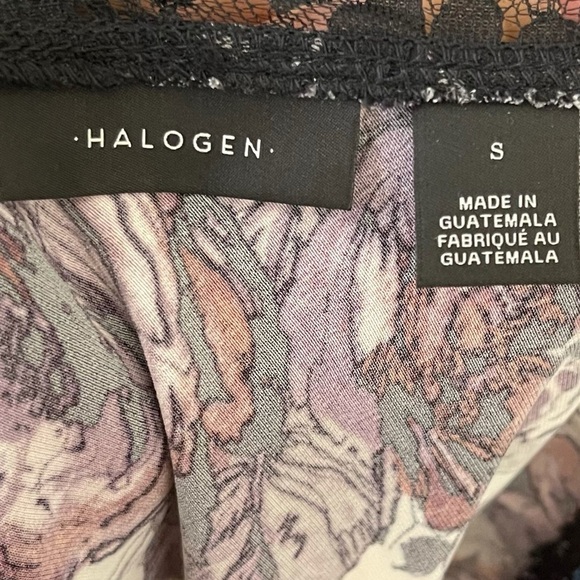 ·HALOGEN·
S
MADE IN
GUATEMALA
FABRIQUÉ AU
GUATEMALA